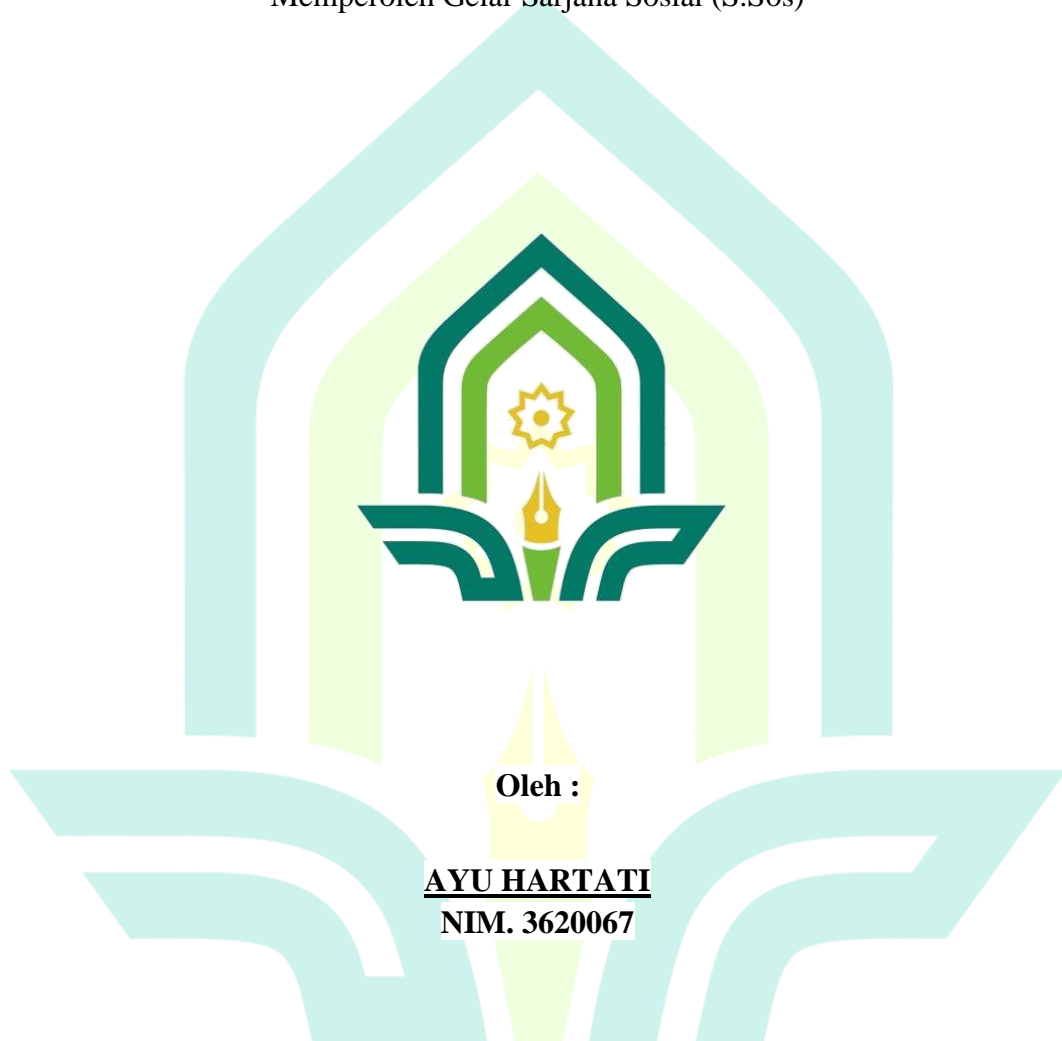 Memperoleh Gelar Sarjana Sosial (S.Sos)
Oleh :
AYU HARTATI
NIM. 3620067